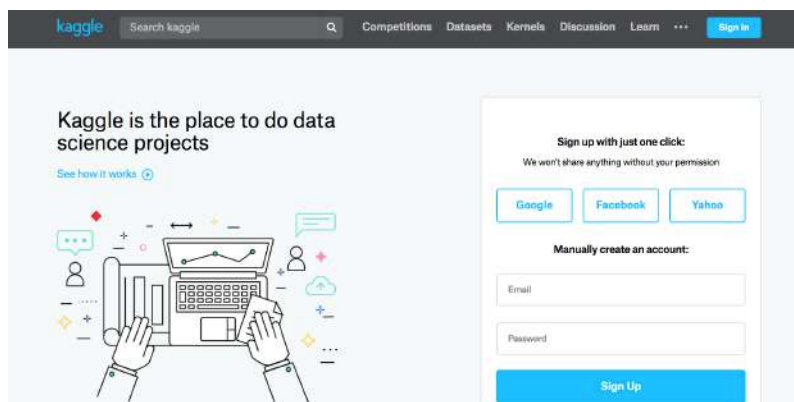 kaggle Search kaggle Competitions Datasets Kernels Discussion Learn ••• Sign In
Kaggle is the place to do data
science projects
See how it works
Sign up with just one click:
We won't share anything without your permission
Google Facebook Yahoo
Manually create an account:
Email
Password
Sign Up